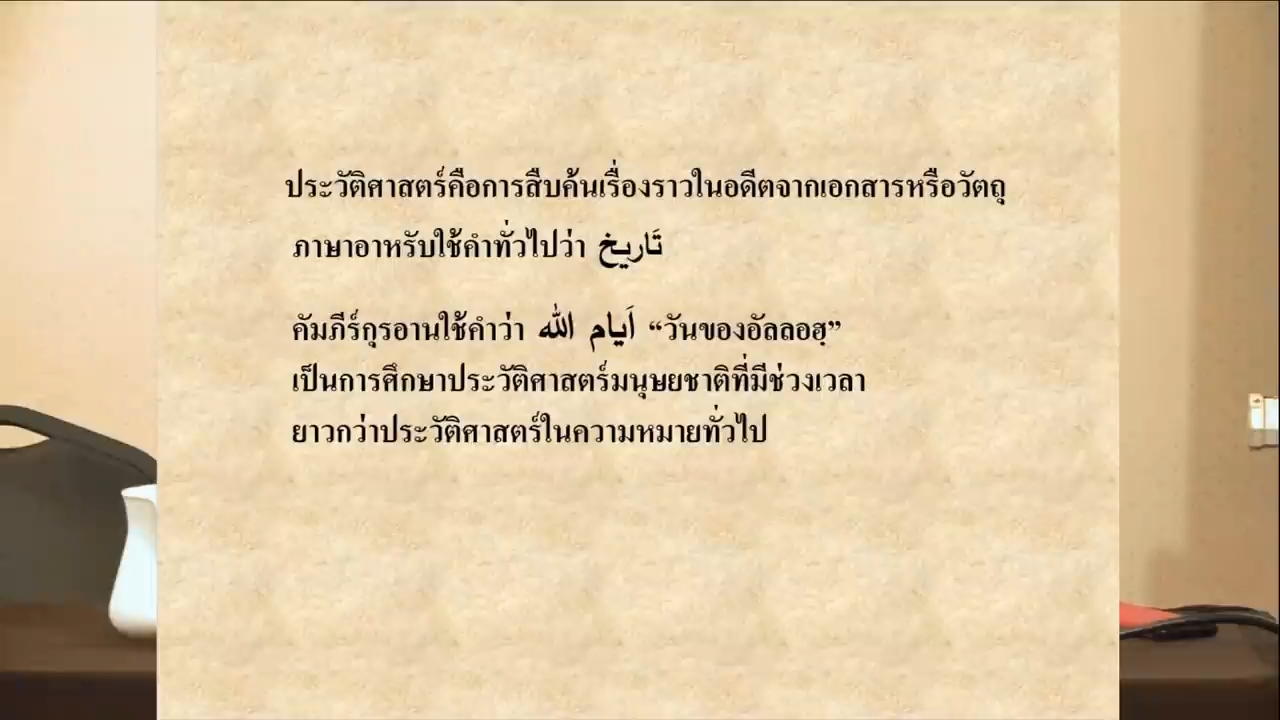 ประวัติศาสตร์คือการสืบค้นเรื่องราวในอดีตจากเอกสารหรือวัตถุ
ภาษาอาหรับใช้คำทั่วไปว่า تَاريخ
คัมภีร์กุรอานใช้คำว่า اَيام الله “วันของอัลลอฮฺ”
เป็นการศึกษาประวัติศาสตร์มนุษยชาติที่มีช่วงเวลา
ยาวกว่าประวัติศาสตร์ในความหมายทั่วไป